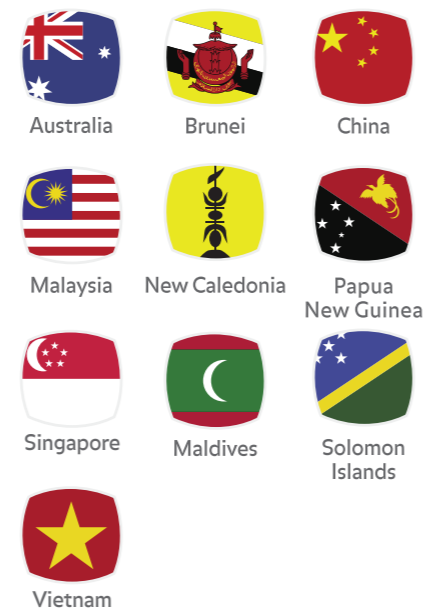 Australia
Brunei
China
Malaysia
New Caledonia
Papua
New Guinea
Singapore
Maldives
Solomon
Islands
Vietnam